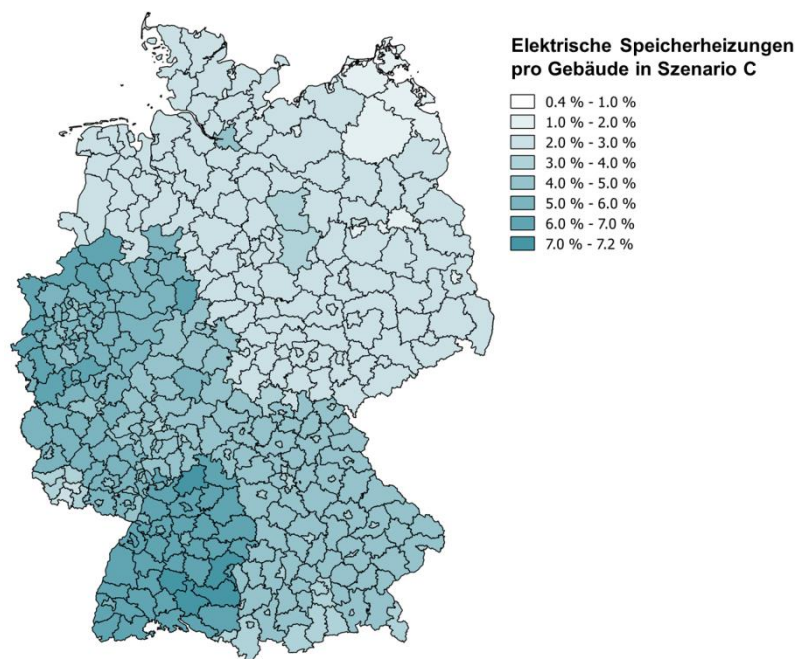 Elektrische Speicherheizungen
pro Gebäude in Szenario C
0.4 % - 1.0 %
1.0 % - 2.0 %
2.0 % - 3.0 %
3.0 % - 4.0 %
4.0 % - 5.0 %
5.0 % - 6.0 %
6.0 % - 7.0 %
7.0 % - 7.2 %